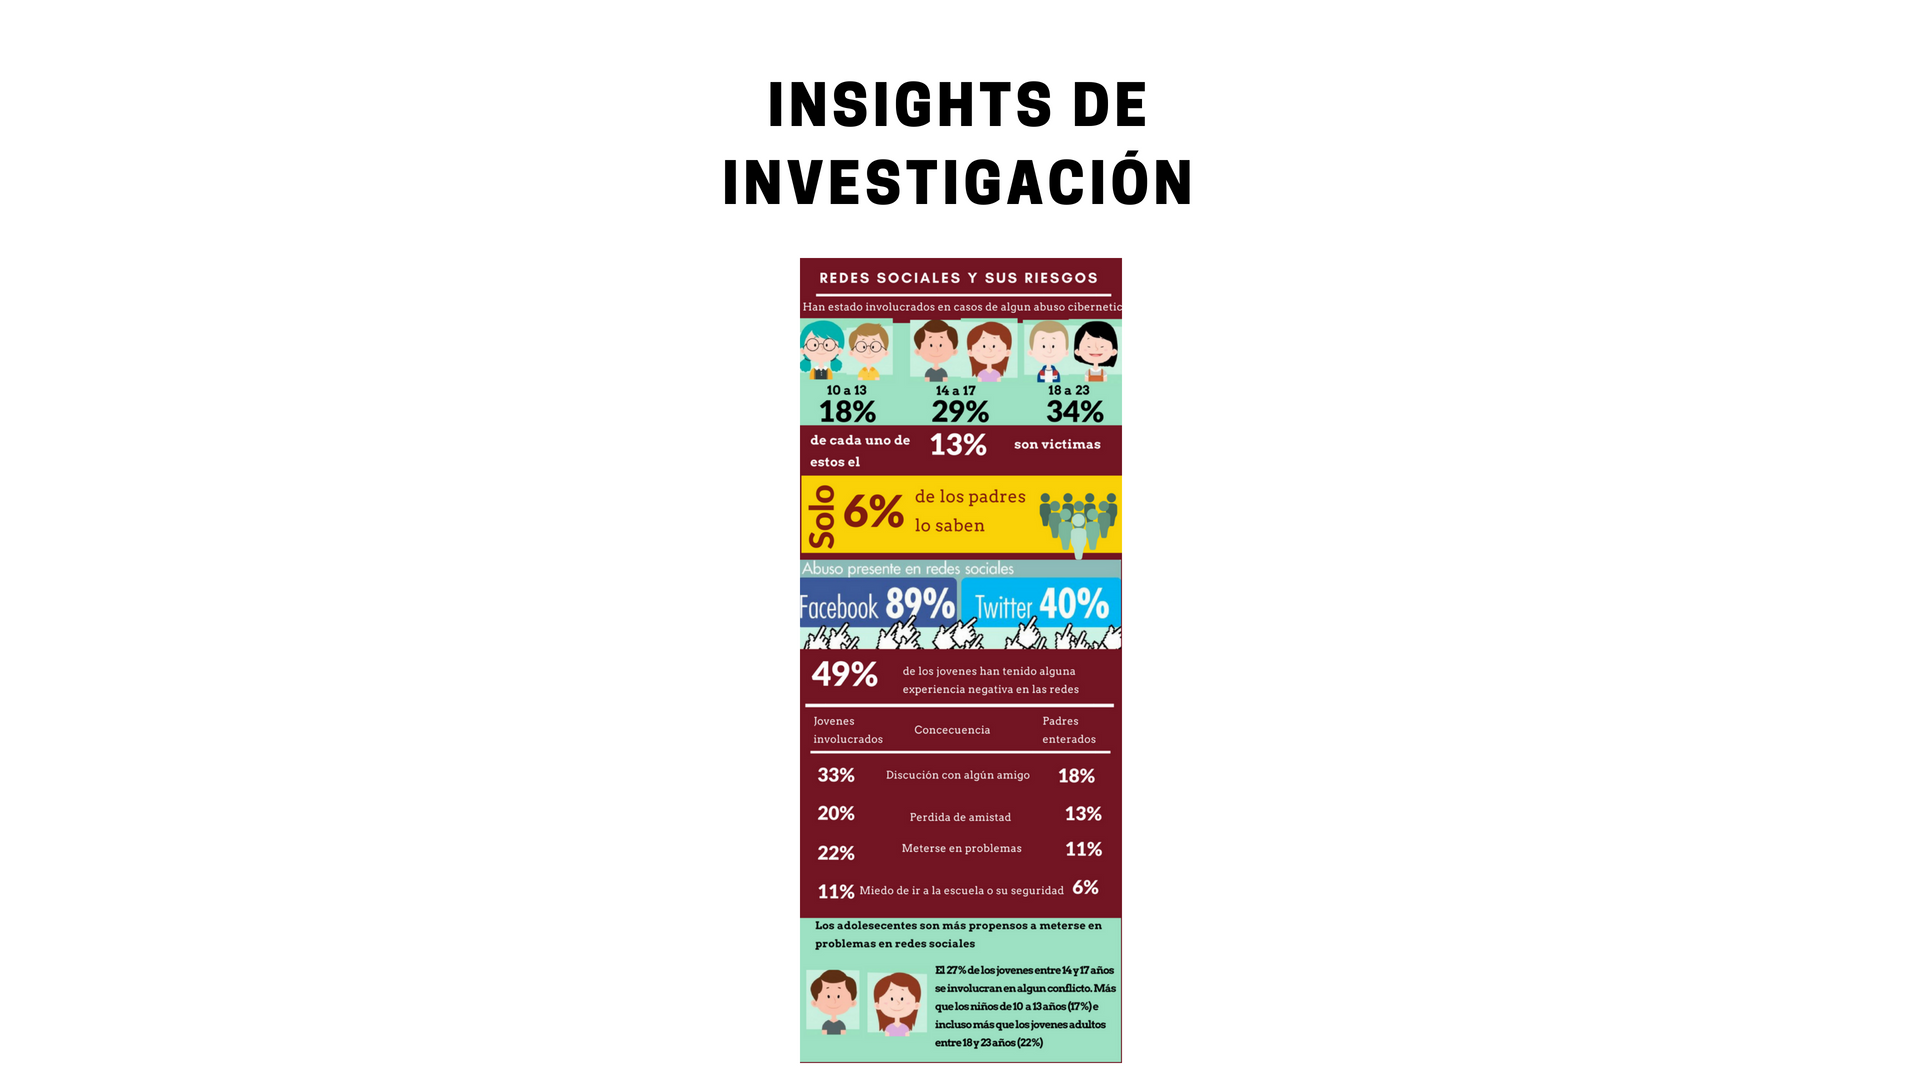 INSIGHTS DE
INVESTIGACIÓN
REDES SOCIALES Y SUS RIESGOS
Han estado involucrados en casos de algun abuso cibernetic
10 a 13
18%
14 a 17
29%
18 a 23
34%
de cada uno de
estos el
13%
son victimas
Solo
6%
de los padres
lo saben
Abuso presente en redes sociales
Facebook 89%
Twitter 40%
49%
de los jovenes han tenido alguna
experiencia negativa en las redes
Jovenes
involucrados
Concecuencia
Padres
enterados
33% Discución con algún amigo 18%
20% Perdida de amistad 13%
22% Meterse en problemas 11%
11% Miedo de ir a la escuela o su seguridad 6%
Los adolesecentes son más propensos a meterse en
problemas en redes sociales
El 27% de los jovenes entre 14 y 17 años
se involucran en algun conflicto. Más
que los niños de 10 a 13 años (17%) e
incluso más que los jovenes adultos
entre 18 y 23 años (22%)